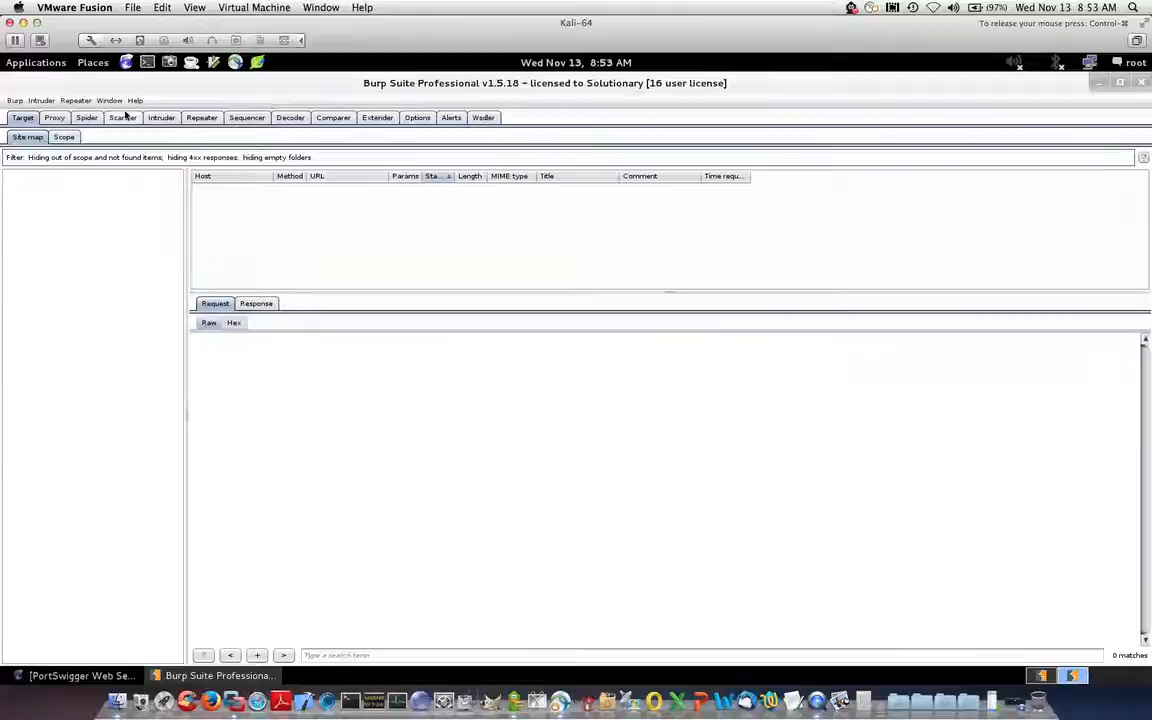 VMware Fusion File Edit View Virtual Machine Window Help (97%) Wed Nov 13 8:53 AM
Kali-64 To release your mouse press: Control-⌘
Applications Places Wed Nov 13, 8:53 AM root
Burp Suite Professional v1.5.18 - licensed to Solutionary [16 user license]
Burp Intruder Repeater Window Help
Target Proxy Spider Scanner Intruder Repeater Sequencer Decoder Comparer Extender Options Alerts Wsdler
Site map Scope
Filter: Hiding out of scope and not found items; hiding 4xx responses; hiding empty folders ?
Host Method URL Params Sta... Length MIME type Title Comment Time requ...
Request Response
Raw Hex
? < + > Type a search term 0 matches
[PortSwigger Web Se... Burp Suite Professiona...